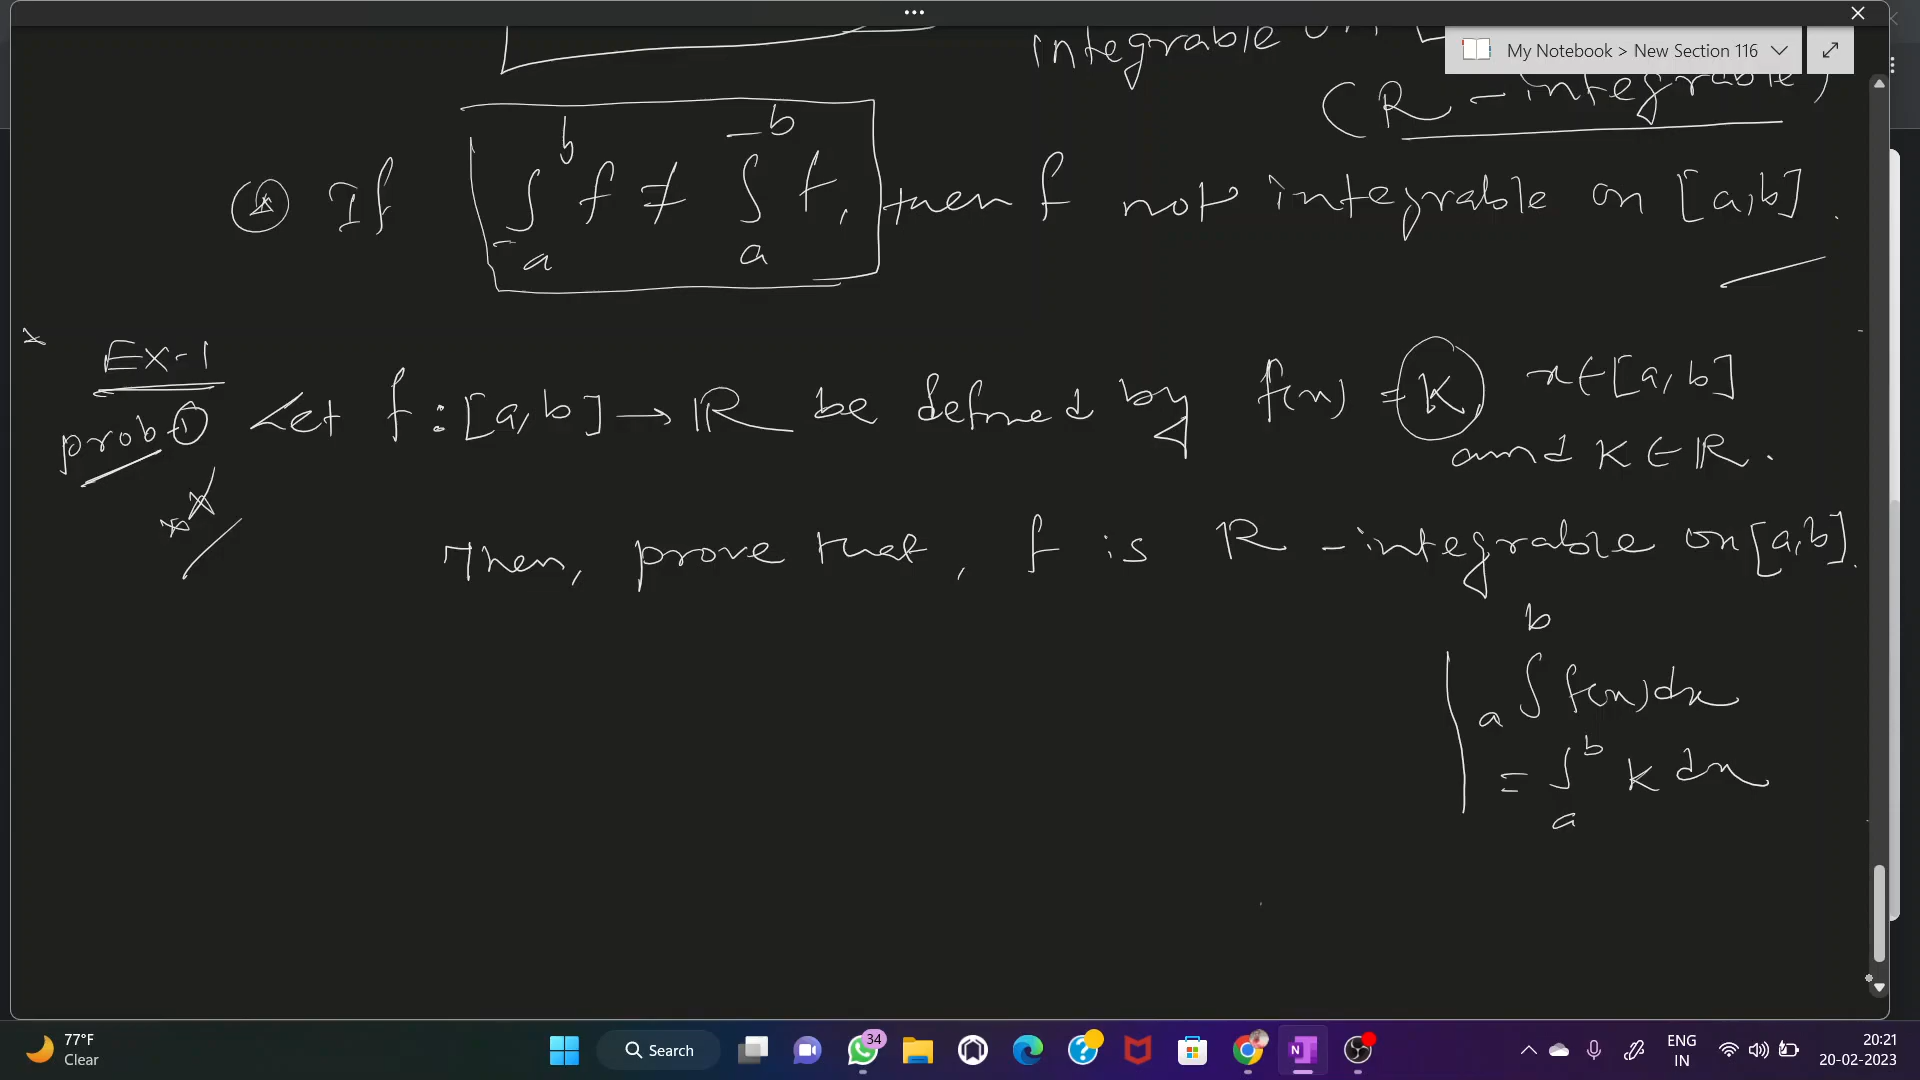 My Notebook > New Section 116
integrable on
(R - integrable)
If ∫_a^b f ≠ ∫_a^-b f, then f not integrable on [a,b].
Ex-1
prob-① Let f : [a,b] → ℝ be defined by f(x) = K x∈[a,b]
and K ∈ ℝ.
Then, prove that, f is R-integrable on [a,b].
a∫^b f(x) dx
= ∫_a^b k dx
77°F
Clear
Search
34
ENG
IN
20:21
20-02-2023